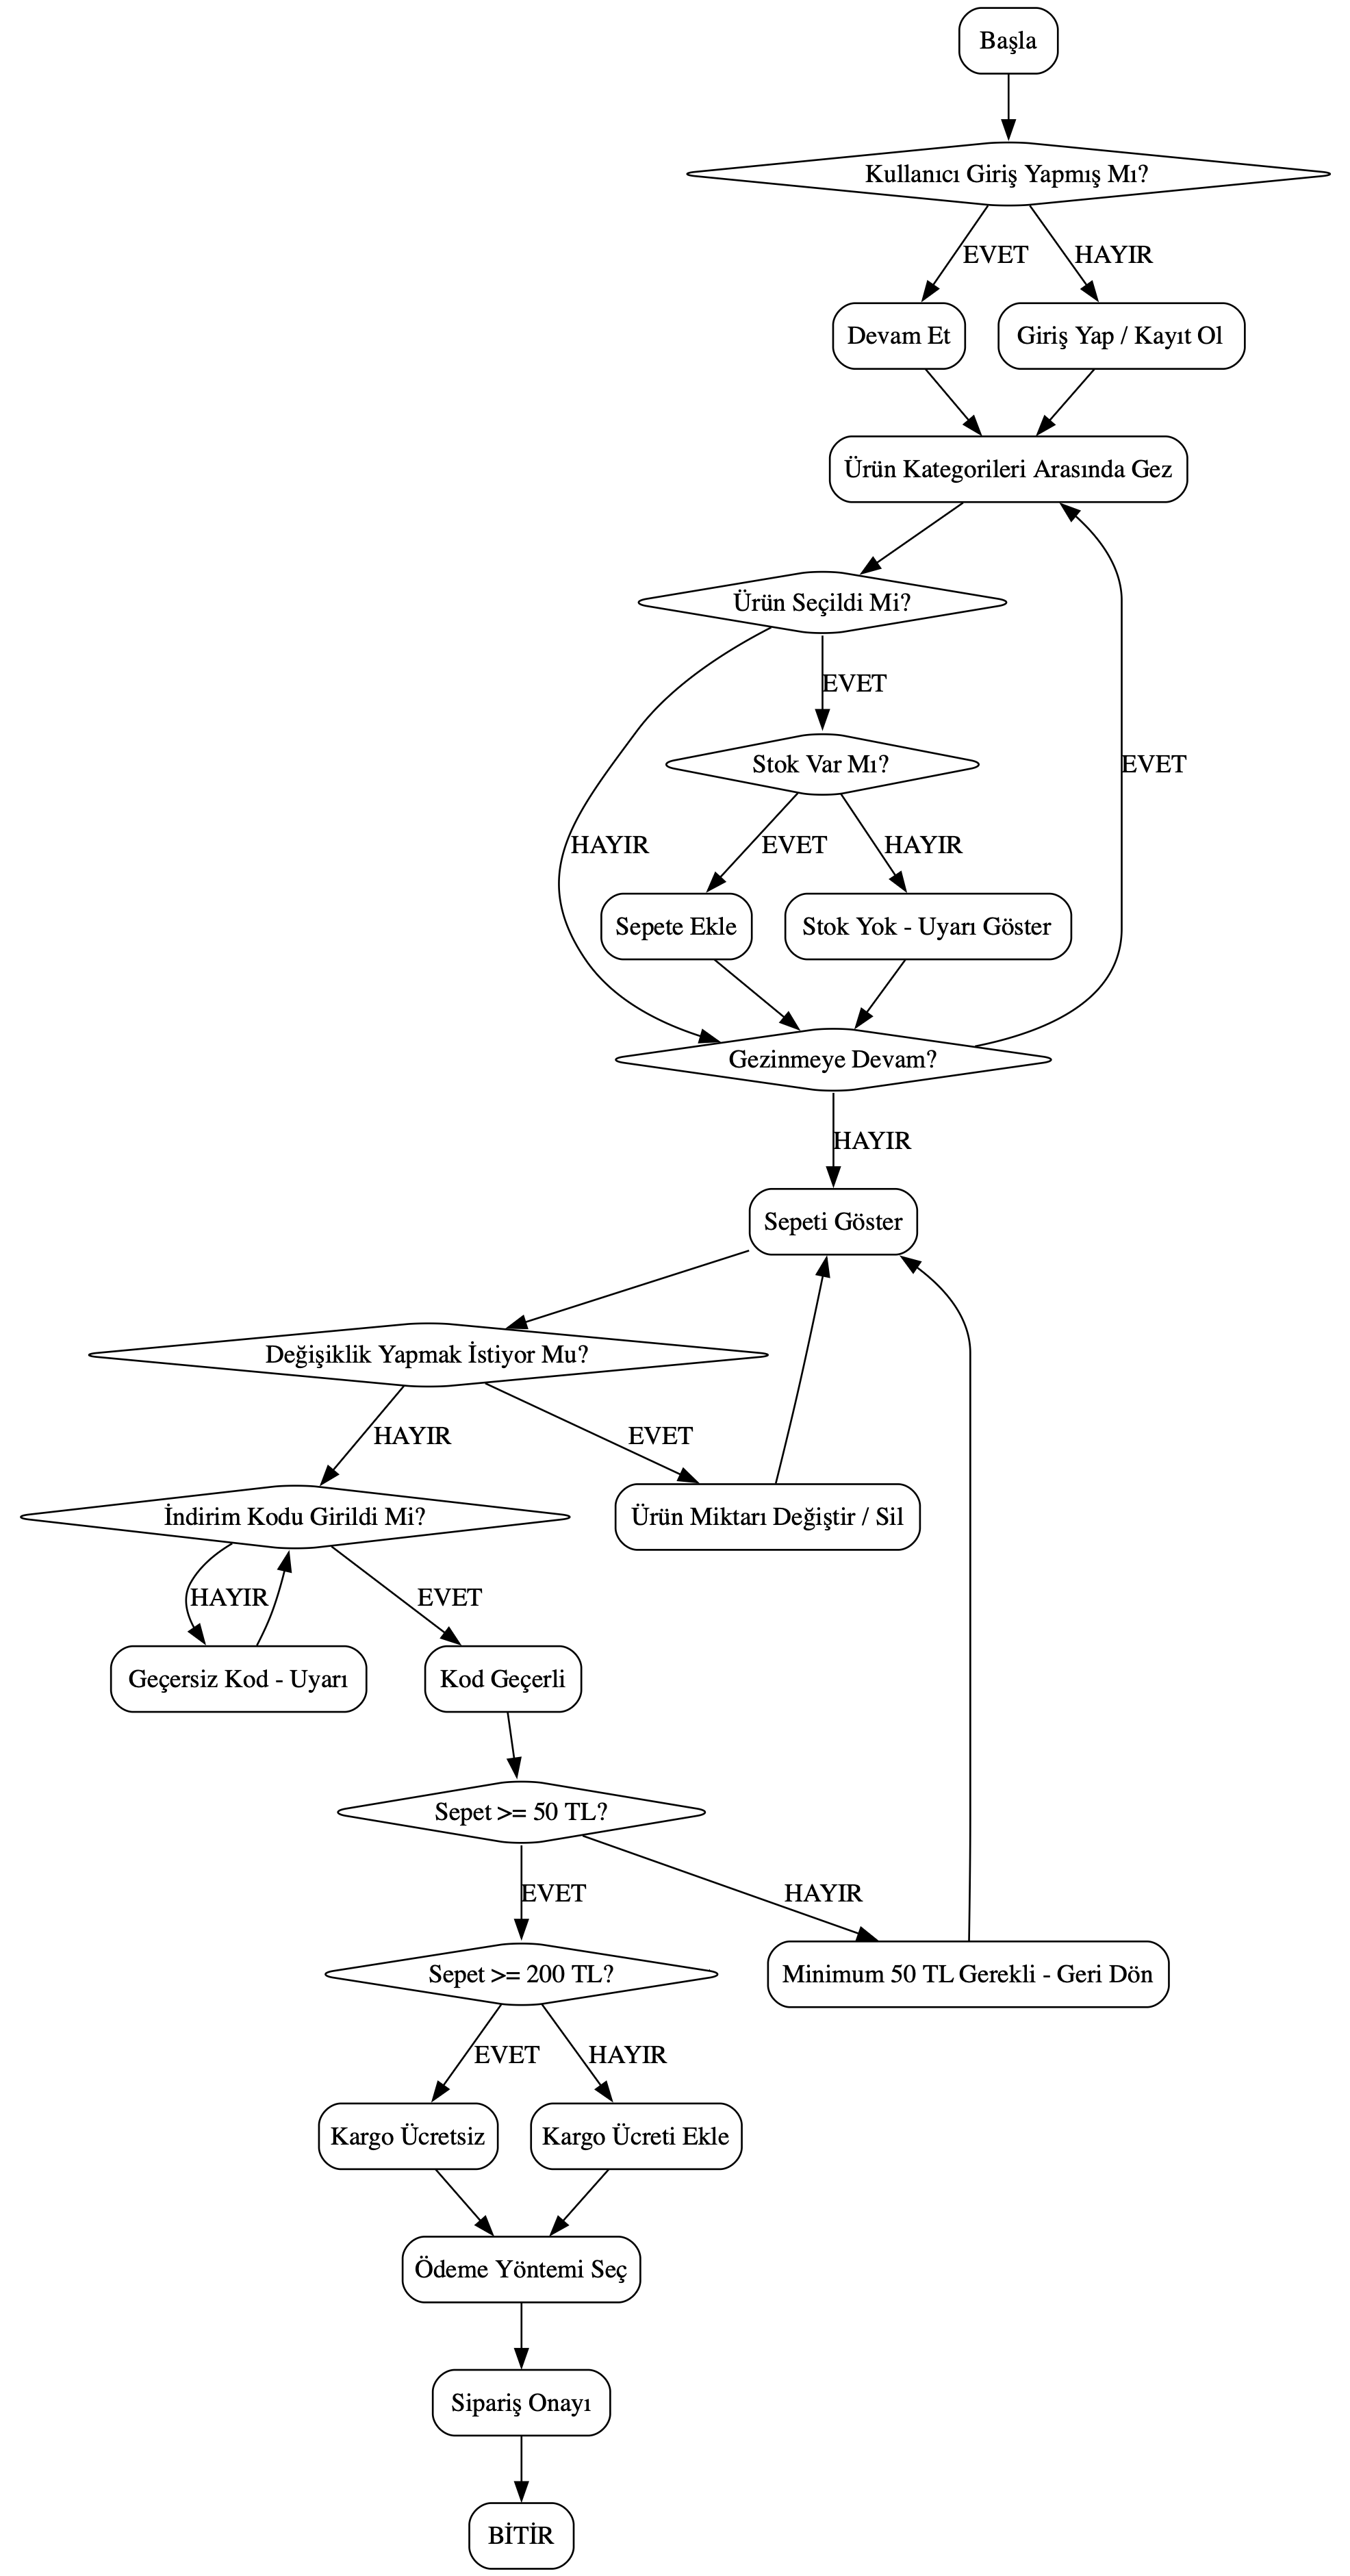 Başla
Kullanıcı Giriş Yapmış Mı?
EVET
HAYIR
Devam Et
Giriş Yap / Kayıt Ol
Ürün Kategorileri Arasında Gez
Ürün Seçildi Mi?
EVET
Stok Var Mı?
EVET
HAYIR
EVET
HAYIR
Sepete Ekle
Stok Yok - Uyarı Göster
Gezinmeye Devam?
HAYIR
Sepeti Göster
Değişiklik Yapmak İstiyor Mu?
HAYIR
EVET
İndirim Kodu Girildi Mi?
Ürün Miktarı Değiştir / Sil
HAYIR
EVET
Geçersiz Kod - Uyarı
Kod Geçerli
Sepet >= 50 TL?
EVET
HAYIR
Sepet >= 200 TL?
Minimum 50 TL Gerekli - Geri Dön
EVET
HAYIR
Kargo Ücretsiz
Kargo Ücreti Ekle
Ödeme Yöntemi Seç
Sipariş Onayı
BİTİR